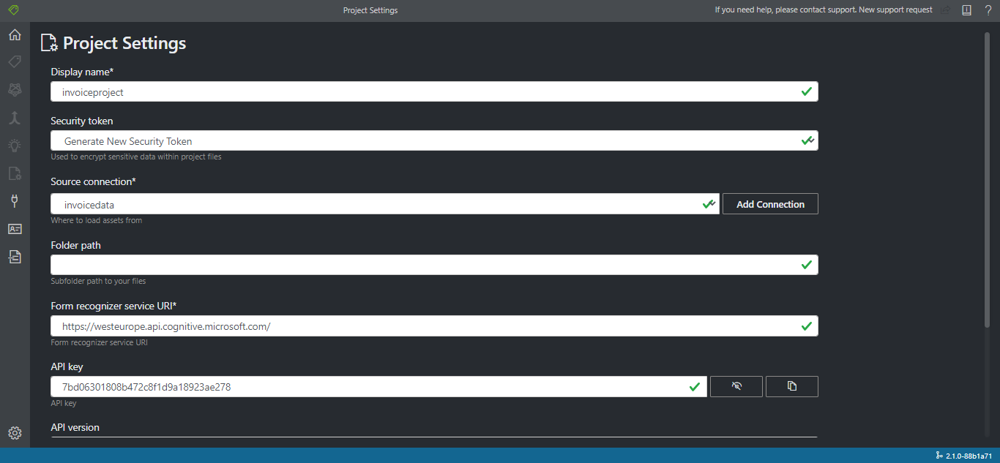 Project Settings
If you need help, please contact support. New support request
Project Settings
Display name*
invoiceproject
Security token
Generate New Security Token
Used to encrypt sensitive data within project files
Source connection*
invoicedata
Add Connection
Where to load assets from
Folder path
Subfolder path to your files
Form recognizer service URI*
https://westeurope.api.cognitive.microsoft.com/
Form recognizer service URI
API key
7bd06301808b472c8f1d9a18923ae278
API key
API version
2.1.0-88b1a71